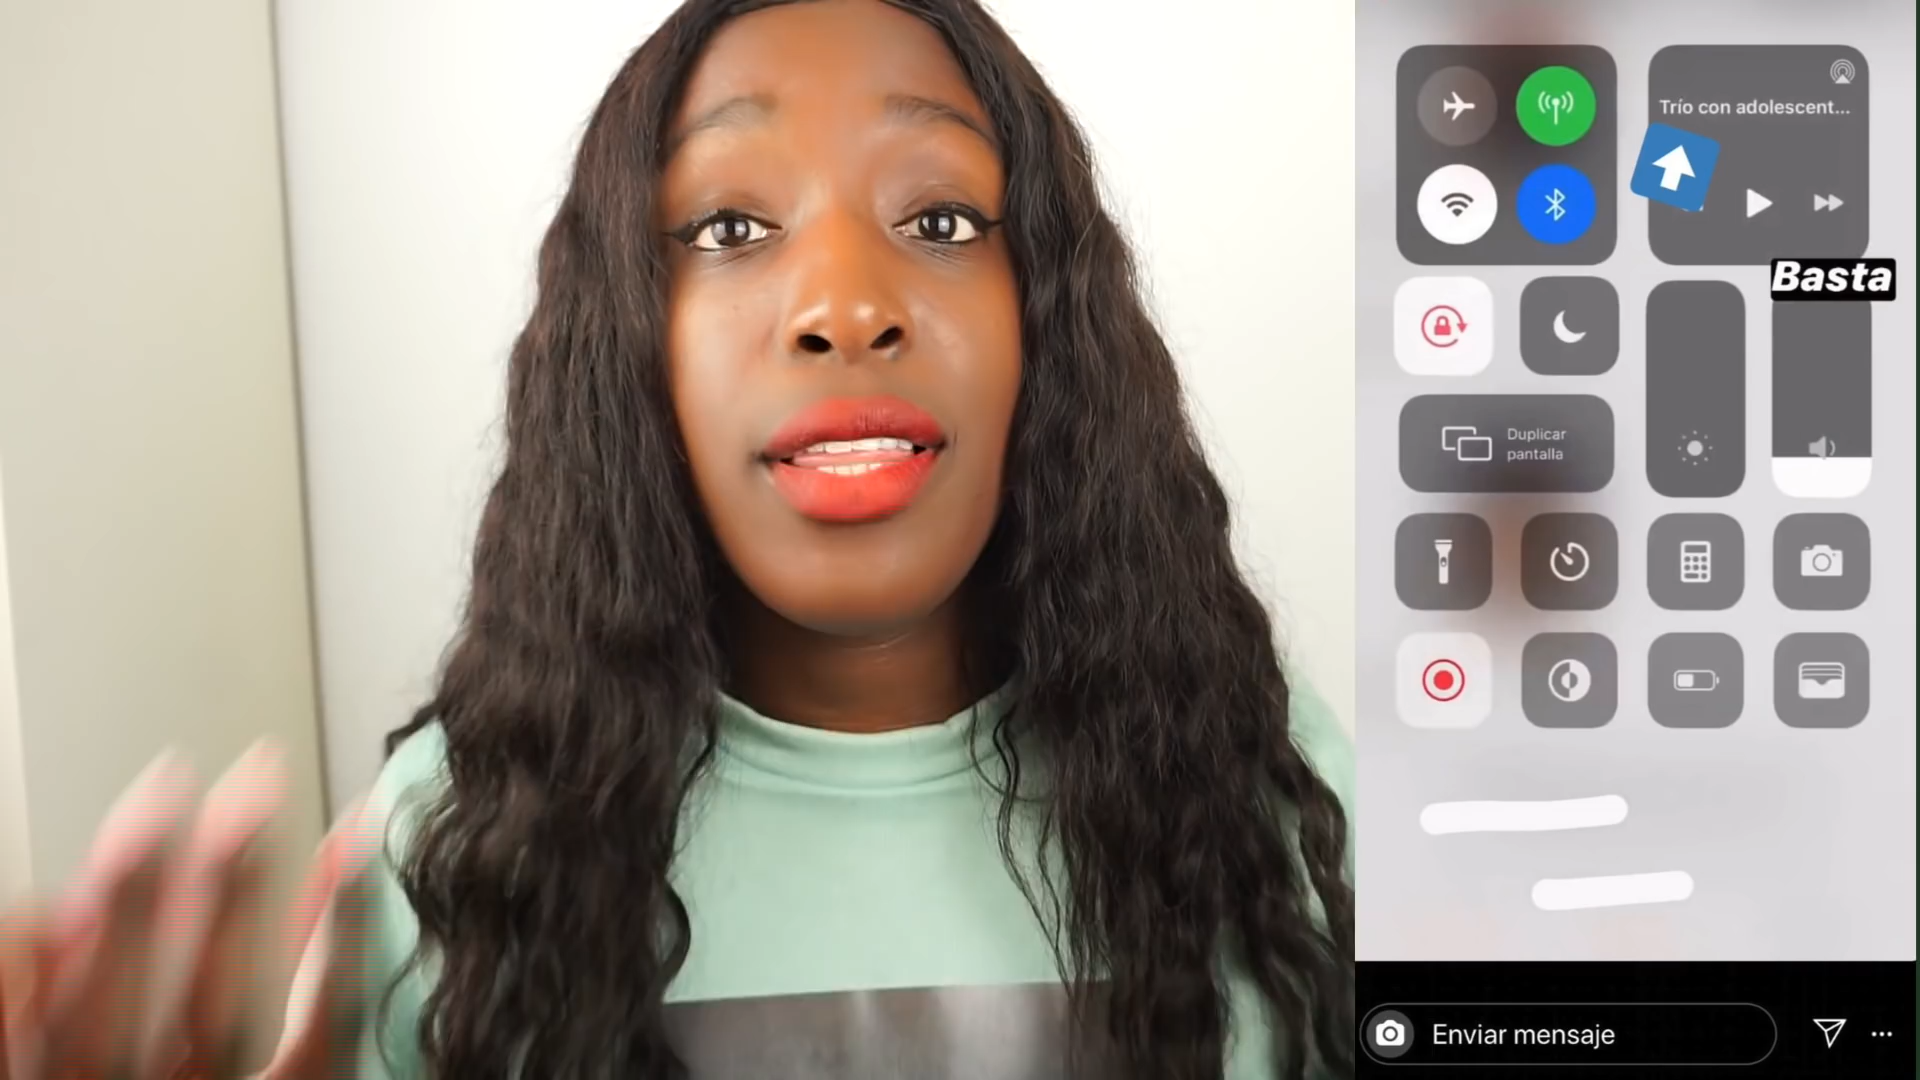 Trío con adolescent...
Basta
Duplicar
pantalla
Enviar mensaje